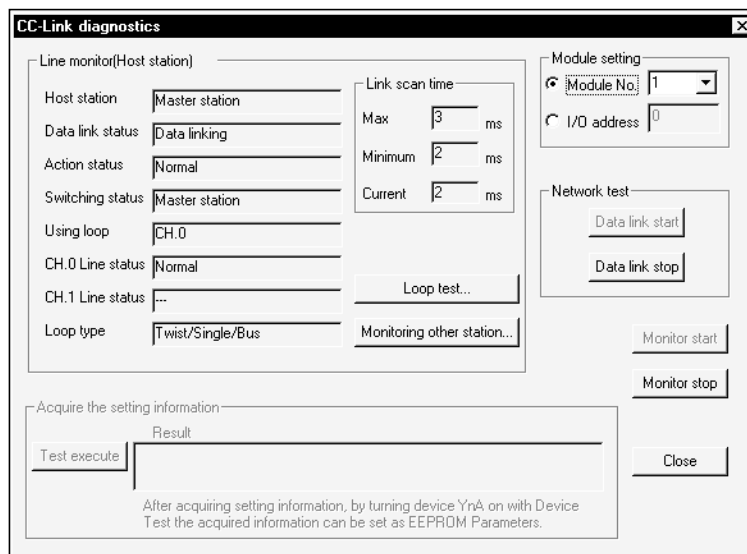 CC-Link diagnostics
Line monitor(Host station)
Host station Master station
Data link status Data linking
Action status Normal
Switching status Master station
Using loop CH.0
CH.0 Line status Normal
CH.1 Line status ---
Loop type Twist/Single/Bus
Link scan time
Max 3 ms
Minimum 2 ms
Current 2 ms
Loop test...
Monitoring other station...
Module setting
Module No. 1
I/O address 0
Network test
Data link start
Data link stop
Monitor start
Monitor stop
Close
Acquire the setting information
Result
Test execute
After acquiring setting information, by turning device YnA on with Device
Test the acquired information can be set as EEPROM Parameters.